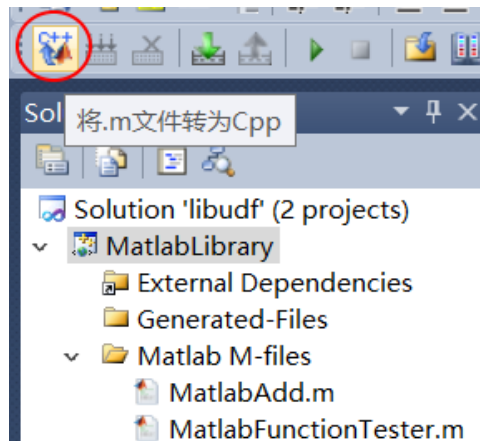 C++
Sol
将.m文件转为Cpp
Solution 'libudf' (2 projects)
MatlabLibrary
External Dependencies
Generated-Files
Matlab M-files
MatlabAdd.m
MatlabFunctionTester.m